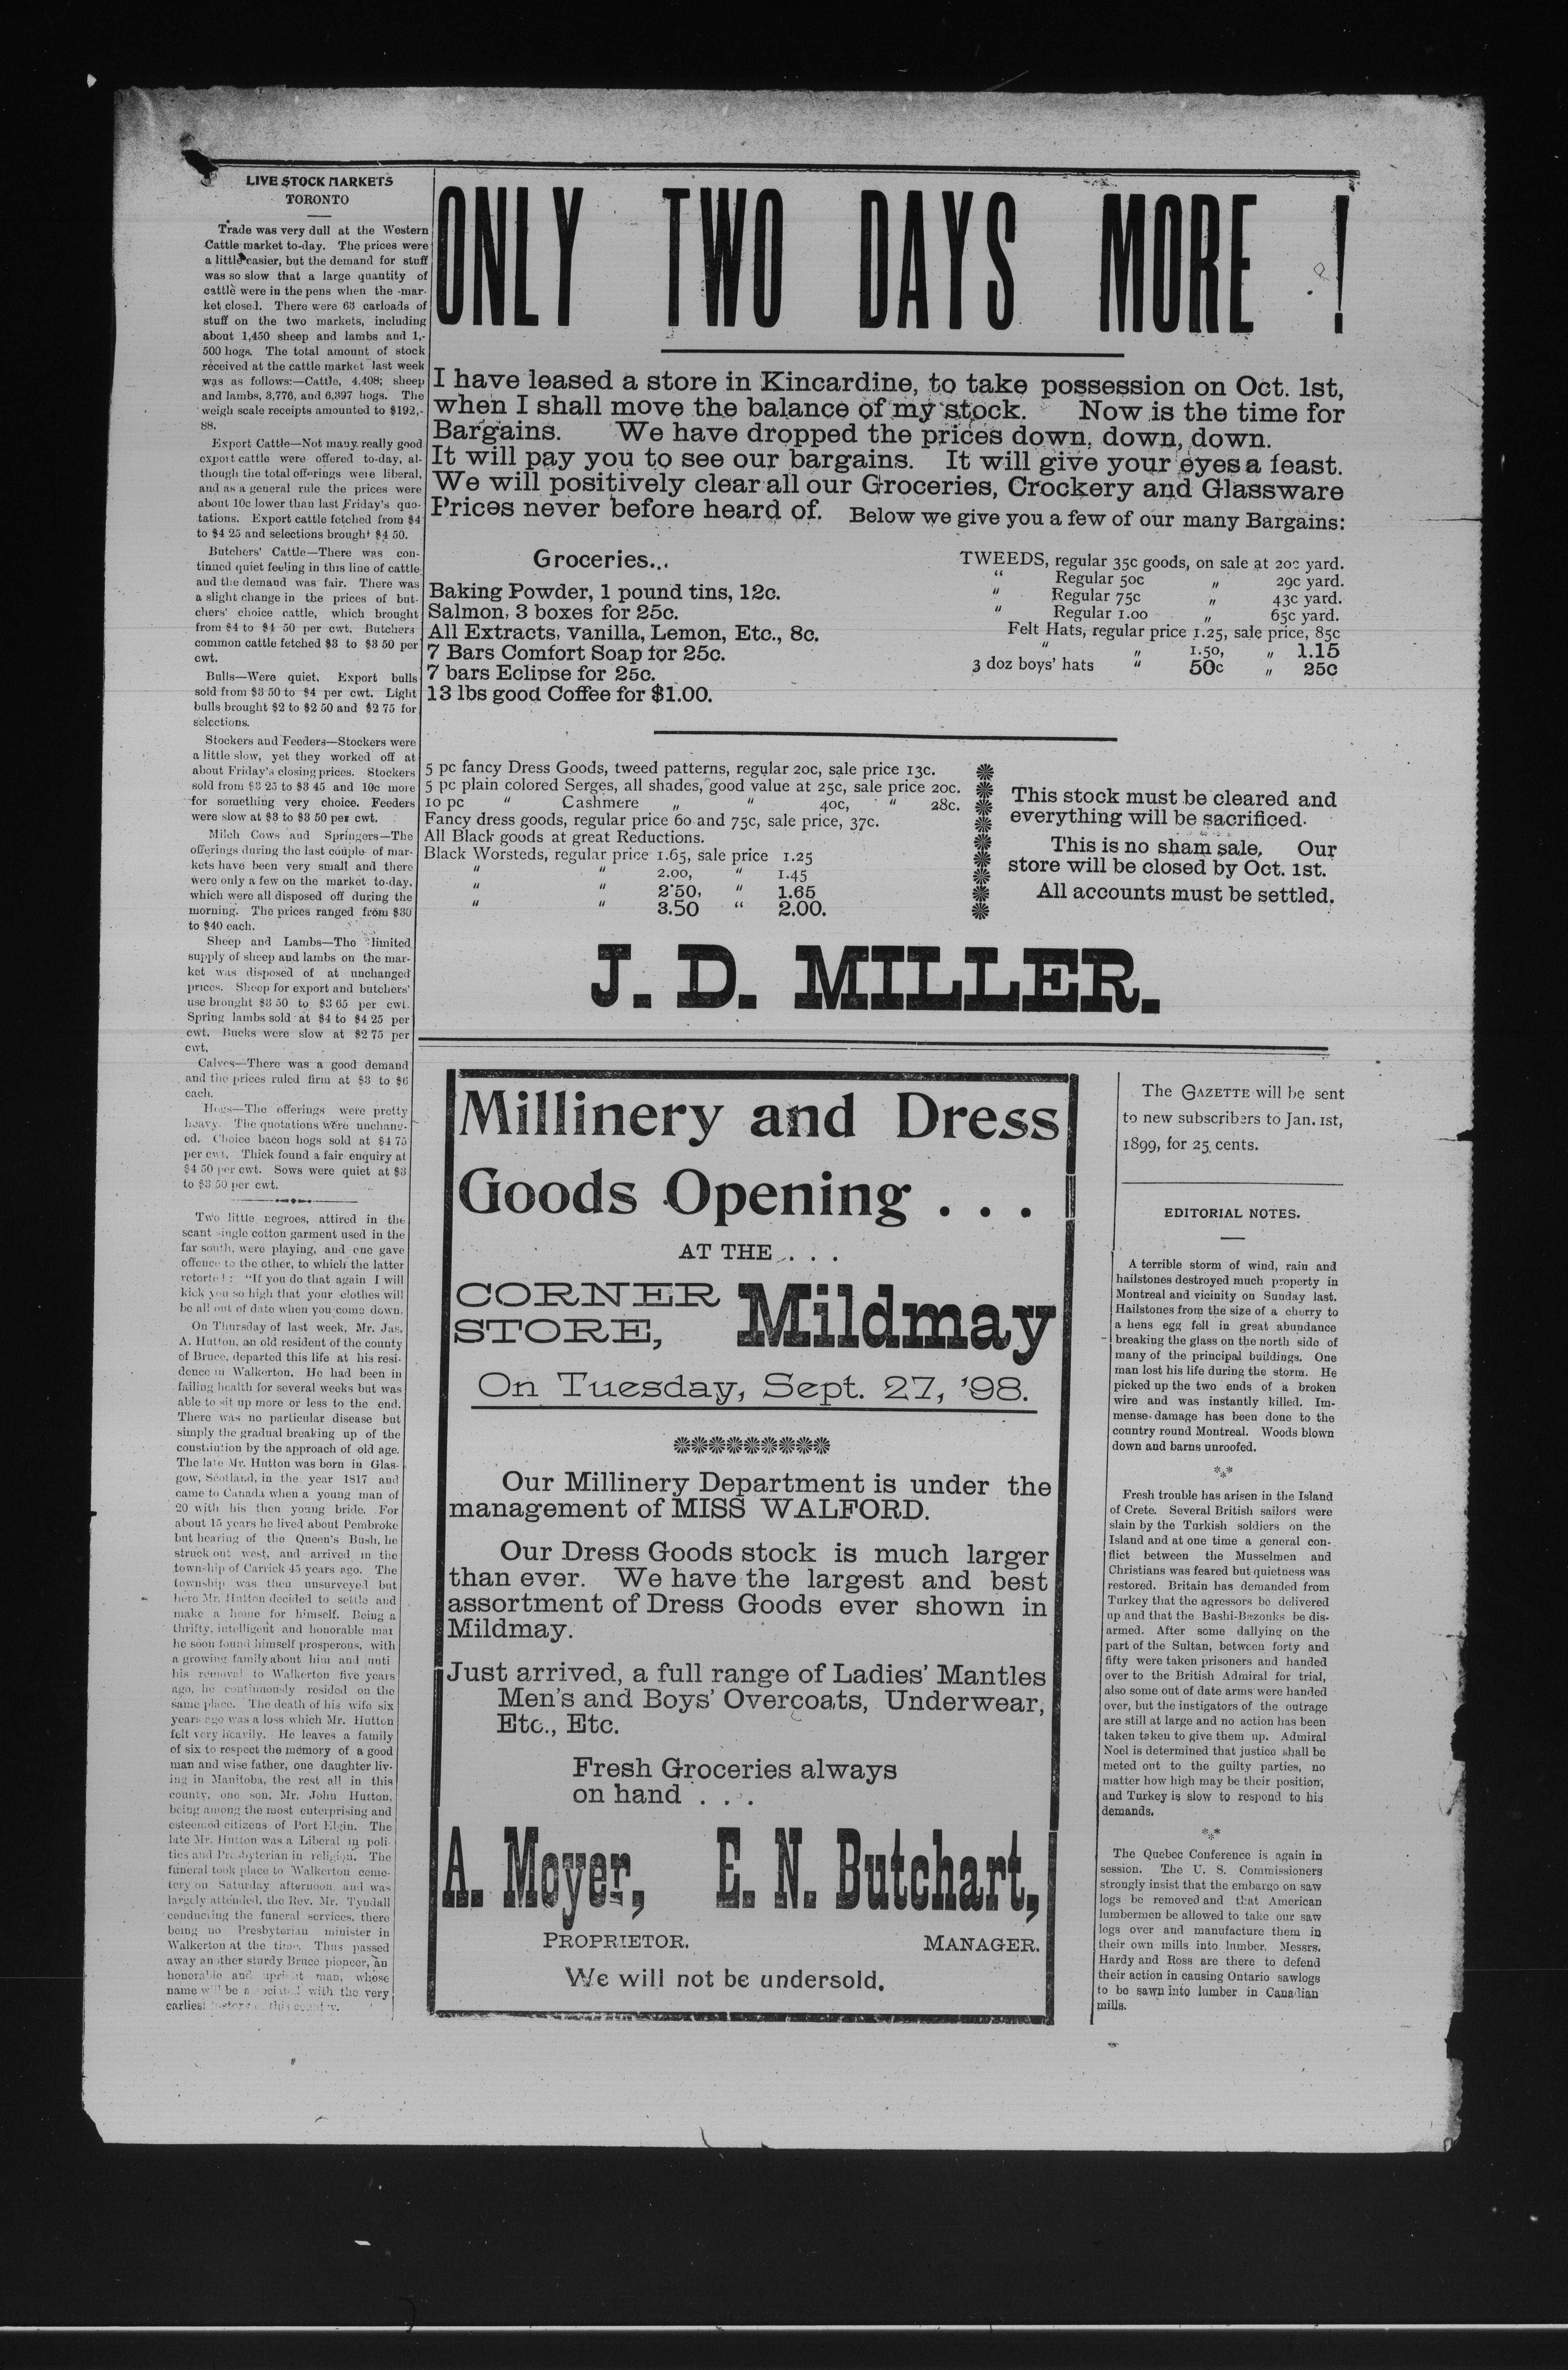 LIVE STOCK MARKETS
TORONTO
Trade was very dull at the Western
Cattle market to-day. The prices were
a little easier, but the demand for stuff
was so slow that a large quantity of
cattle were in the pens when the mar-
ket closed. There were 63 carloads of
stuff on the two markets, including
about 1,450 sheep and lambs and 1,-
500 hogs. The total amount of stock
received at the cattle market last week
was as follows:—Cattle, 4,408; sheep
and lambs, 3,776, and 6,397 hogs. The
weigh scale receipts amounted to $192,-
88.
Export Cattle—Not many really good
export cattle were offered to-day, al-
though the total offerings were liberal,
and as a general rule the prices were
about 10c lower than last Friday's quo-
tations. Export cattle fetched from $4
to $4 25 and selections brought $4 50.
Butchers' Cattle—There was con-
tinued quiet feeling in this line of cattle
and the demand was fair. There was
a slight change in the prices of but-
chers' choice cattle, which brought
from $4 to $4 50 per cwt. Butchers
common cattle fetched $3 to $3 50 per
cwt.
Bulls—Were quiet. Export bulls
sold from $3 50 to $4 per cwt. Light
bulls brought $2 to $2 50 and $2 75 for
selections.
Stockers and Feeders—Stockers were
a little slow, yet they worked off at
about Friday's closing prices. Stockers
sold from $3 25 to $3 45 and 10c more
for something very choice. Feeders
were slow at $3 to $3 50 per cwt.
Milch Cows and Springers—The
offerings during the last couple of mar-
kets have been very small and there
were only a few on the market to-day,
which were all disposed off during the
morning. The prices ranged from $30
to $40 each.
Sheep and Lambs—The limited
supply of sheep and lambs on the mar-
ket was disposed of at unchanged
prices. Sheep for export and butchers'
use brought $3 50 to $3 65 per cwt.
Spring lambs sold at $4 to $4 25 per
cwt. Bucks were slow at $2 75 per
cwt.
Calves—There was a good demand
and the prices ruled firm at $3 to $6
each.
Hogs—The offerings were pretty
heavy. The quotations were unchang-
ed. Choice bacon hogs sold at $4 75
per cwt. Thick found a fair enquiry at
$4 50 per cwt. Sows were quiet at $3
to $3 50 per cwt.
Two little negroes, attired in the
scant single cotton garment used in the
far south, were playing, and one gave
offence to the other, to which the latter
retorted: "If you do that again I will
kick you so high that your clothes will
be all out of date when you come down.
On Thursday of last week, Mr. Jas.
A. Hutton, an old resident of the county
of Bruce, departed this life at his resi-
dence in Walkerton. He had been in
failing health for several weeks but was
able to sit up more or less to the end.
There was no particular disease but
simply the gradual breaking up of the
constitution by the approach of old age.
The late Mr. Hutton was born in Glas-
gow, Scotland, in the year 1817 and
came to Canada when a young man of
20 with his then young bride. For
about 15 years he lived about Pembroke
but hearing of the Queen's Bush, he
struck out west, and arrived in the
township of Carrick 45 years ago. The
township was then unsurveyed but
here Mr. Hutton decided to settle and
make a home for himself. Being a
thrifty, intelligent and honorable man
he soon found himself prosperous, with
a growing family about him and until
his removal to Walkerton five years
ago, he continuously resided on the
same place. The death of his wife six
years ago was a loss which Mr. Hutton
felt very heavily. He leaves a family
of six to respect the memory of a good
man and wise father, one daughter liv-
ing in Manitoba, the rest all in this
county, one son, Mr. John Hutton,
being among the most enterprising and
esteemed citizens of Port Elgin. The
late Mr. Hutton was a Liberal in poli-
tics and Presbyterian in religion. The
funeral took place to Walkerton ceme-
tery on Saturday afternoon and was
largely attended, the Rev. Mr. Tyndall
conducting the funeral services, there
being no Presbyterian minister in
Walkerton at the time. Thus passed
away another sturdy Bruce pioneer, an
honorable and upright man, whose
name will be associated with the very
earliest history of this country.
ONLY TWO DAYS MORE !
I have leased a store in Kincardine, to take possession on Oct. 1st,
when I shall move the balance of my stock. Now is the time for
Bargains. We have dropped the prices down, down, down.
It will pay you to see our bargains. It will give your eyes a feast.
We will positively clear all our Groceries, Crockery and Glassware
Prices never before heard of. Below we give you a few of our many Bargains:
Groceries...
Baking Powder, 1 pound tins, 12c.
Salmon, 3 boxes for 25c.
All Extracts, Vanilla, Lemon, Etc., 8c.
7 Bars Comfort Soap for 25c.
7 bars Eclipse for 25c.
13 lbs good Coffee for $1.00.
TWEEDS, regular 35c goods, on sale at 20c yard.
" Regular 50c " 29c yard.
" Regular 75c " 43c yard.
" Regular 1.00 " 65c yard.
Felt Hats, regular price 1.25, sale price, 85c
" " 1.50, " 1.15
3 doz boys' hats " 50c " 25c
5 pc fancy Dress Goods, tweed patterns, regular 20c, sale price 13c.
5 pc plain colored Serges, all shades, good value at 25c, sale price 20c.
10 pc " Cashmere " " 40c, " 28c.
Fancy dress goods, regular price 60 and 75c, sale price, 37c.
All Black goods at great Reductions.
Black Worsteds, regular price 1.65, sale price 1.25
" " 2.00, " 1.45
" " 2.50, " 1.65
" " 3.50 " 2.00.
This stock must be cleared and
everything will be sacrificed.
This is no sham sale. Our
store will be closed by Oct. 1st.
All accounts must be settled.
J. D. MILLER.
Millinery and Dress
Goods Opening . . .
AT THE . . .
CORNER
STORE, Mildmay
On Tuesday, Sept. 27, '98.
Our Millinery Department is under the
management of MISS WALFORD.
Our Dress Goods stock is much larger
than ever. We have the largest and best
assortment of Dress Goods ever shown in
Mildmay.
Just arrived, a full range of Ladies' Mantles
Men's and Boys' Overcoats, Underwear,
Etc., Etc.
Fresh Groceries always
on hand . . .
A. Moyer, E. N. Butchart,
PROPRIETOR. MANAGER.
We will not be undersold.
The GAZETTE will be sent
to new subscribers to Jan. 1st,
1899, for 25 cents.
EDITORIAL NOTES.
A terrible storm of wind, rain and
hailstones destroyed much property in
Montreal and vicinity on Sunday last.
Hailstones from the size of a cherry to
a hens egg fell in great abundance
breaking the glass on the north side of
many of the principal buildings. One
man lost his life during the storm. He
picked up the two ends of a broken
wire and was instantly killed. Im-
mense damage has been done to the
country round Montreal. Woods blown
down and barns unroofed.
Fresh trouble has arisen in the Island
of Crete. Several British sailors were
slain by the Turkish soldiers on the
Island and at one time a general con-
flict between the Musselmen and
Christians was feared but quietness was
restored. Britain has demanded from
Turkey that the agressors be delivered
up and that the Bashi-Bazonks be dis-
armed. After some dallying on the
part of the Sultan, between forty and
fifty were taken prisoners and handed
over to the British Admiral for trial,
also some out of date arms were handed
over, but the instigators of the outrage
are still at large and no action has been
taken taken to give them up. Admiral
Noel is determined that justice shall be
meted out to the guilty parties, no
matter how high may be their position,
and Turkey is slow to respond to his
demands.
The Quebec Conference is again in
session. The U. S. Commissioners
strongly insist that the embargo on saw
logs be removed and that American
lumbermen be allowed to take our saw
logs over and manufacture them in
their own mills into lumber. Messrs.
Hardy and Ross are there to defend
their action in causing Ontario sawlogs
to be sawn into lumber in Canadian
mills.